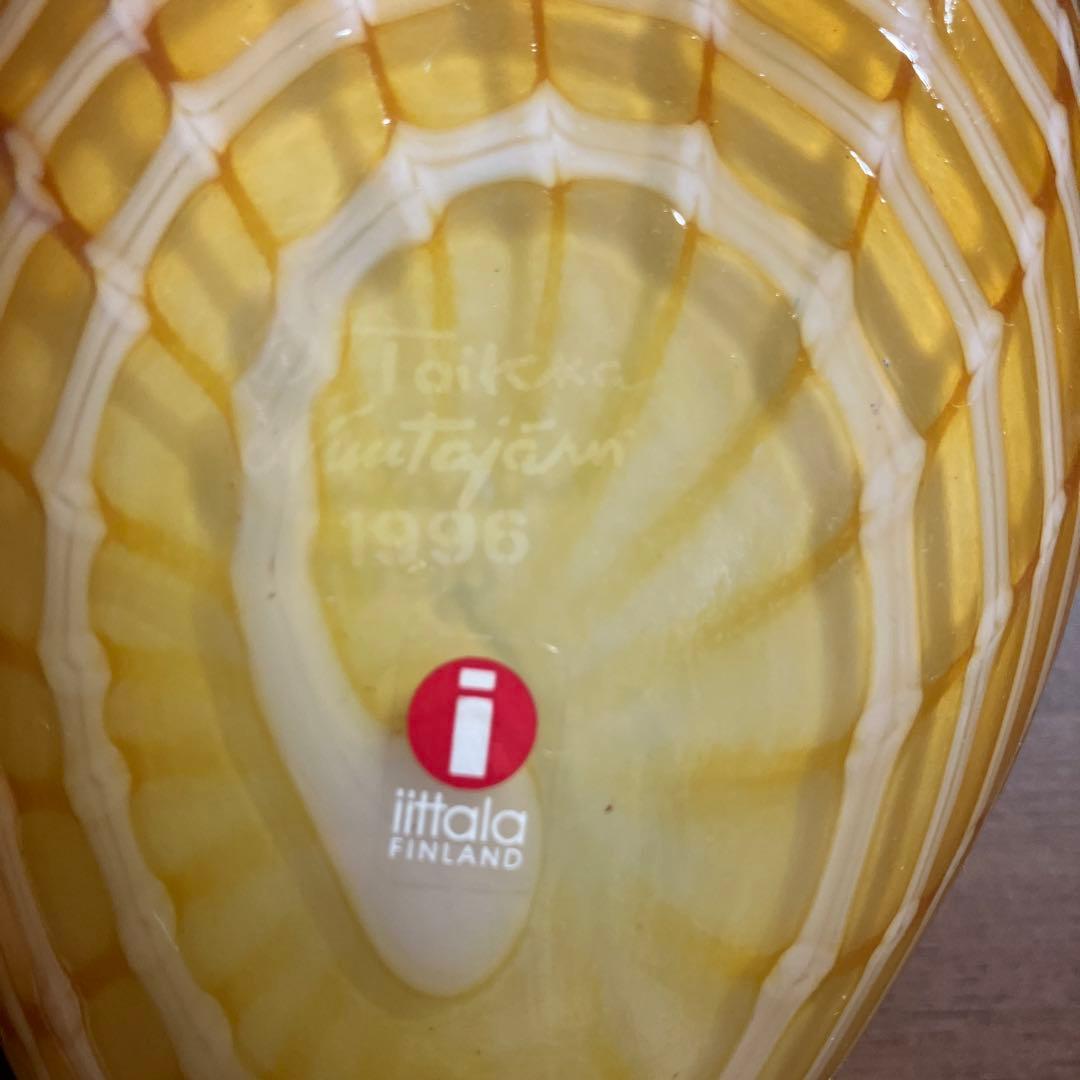 O. Toikka
Nuutajärvi
1996
i
iittala
FINLAND